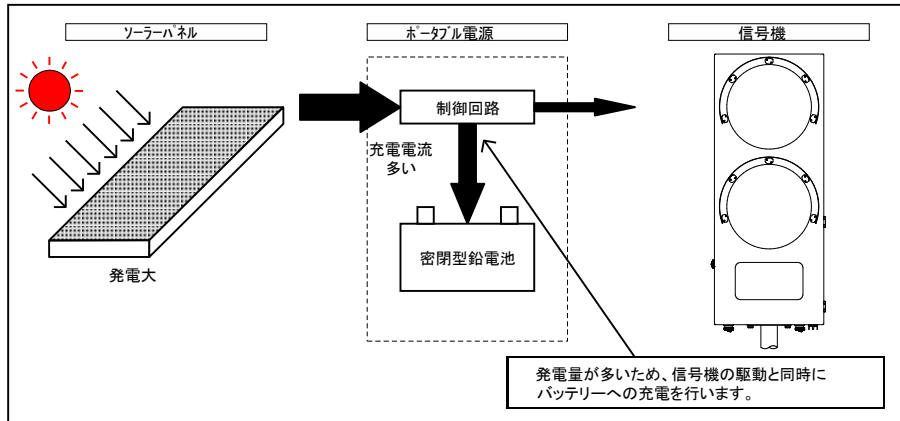 ｿｰﾗｰﾊﾟﾈﾙ
ﾎﾟｰﾀﾌﾞﾙ電源
信号機
制御回路
充電電流
多い
密閉型鉛電池
発電大
発電量が多いため、信号機の駆動と同時に
バッテリーへの充電を行います。